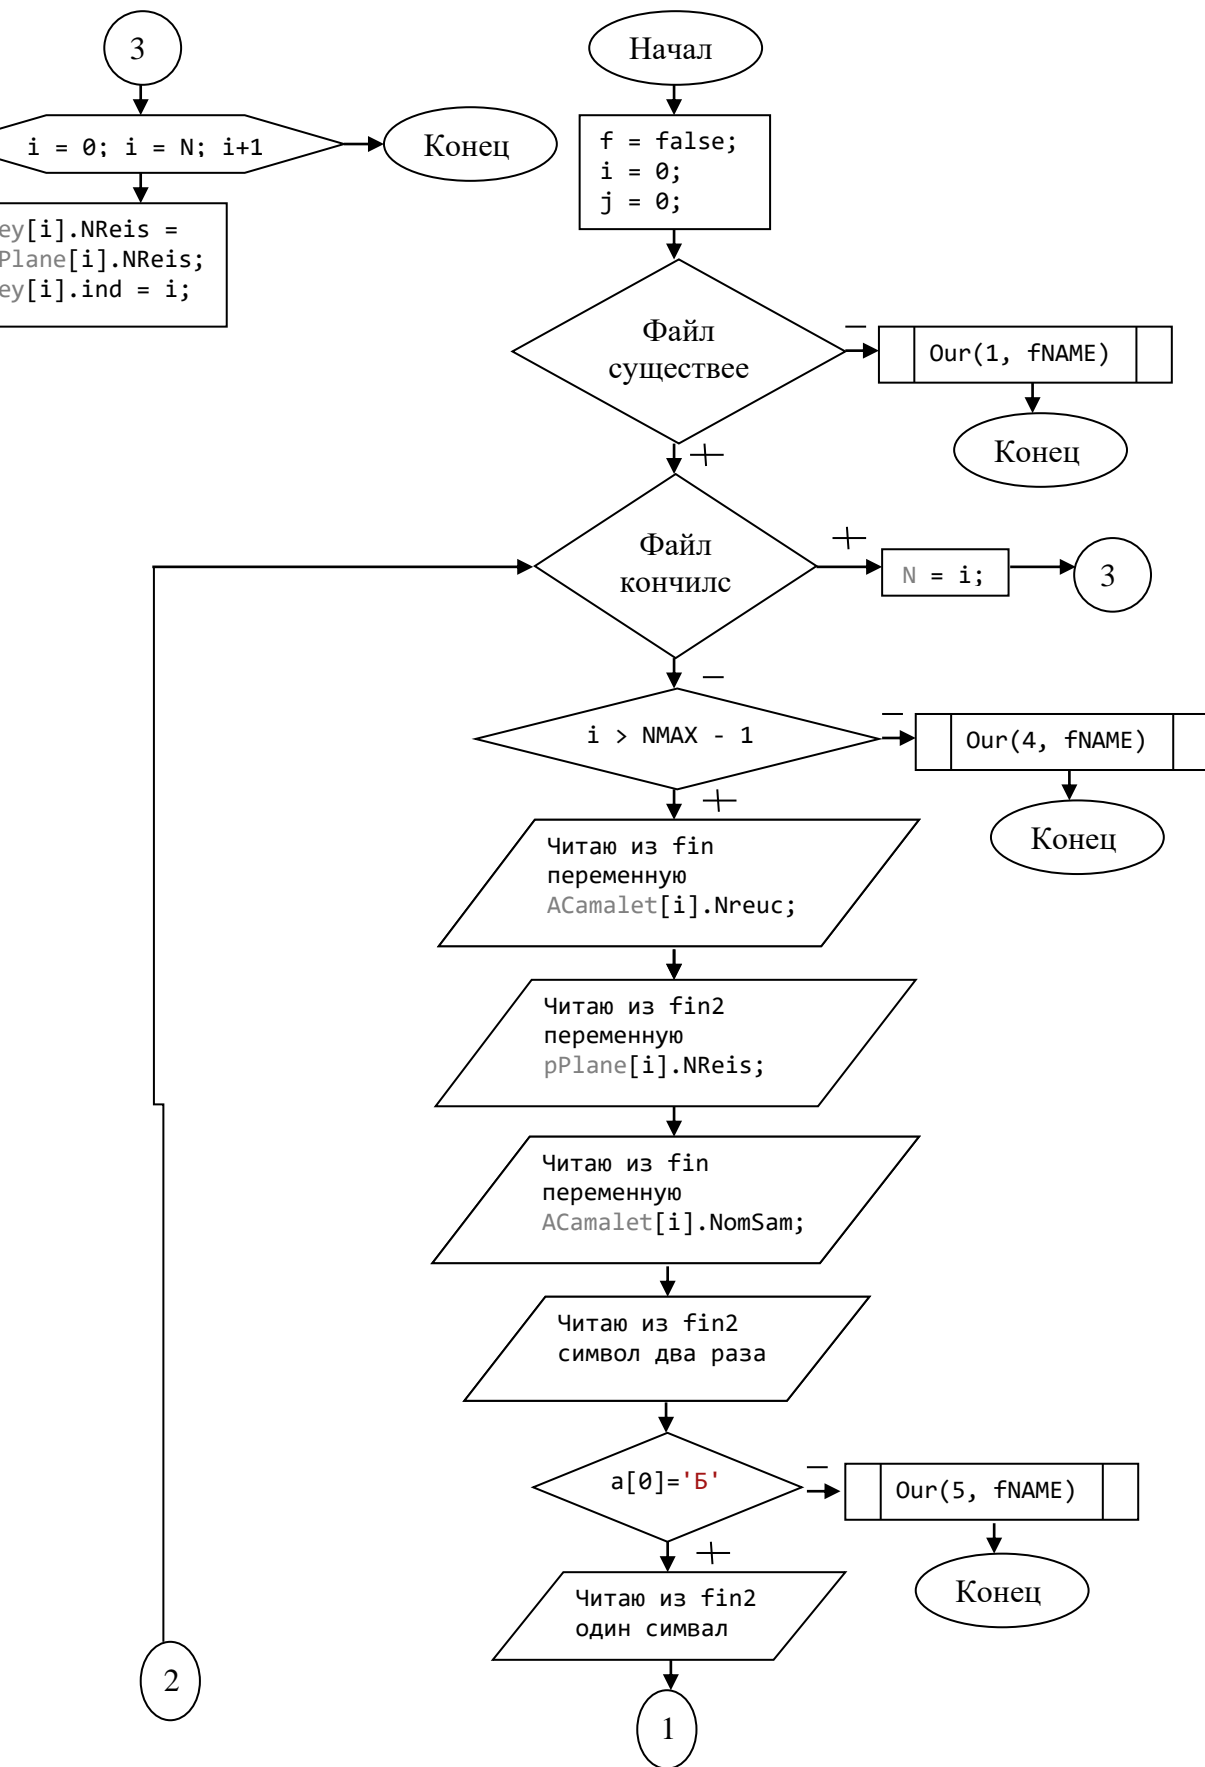 3
i = 0; i = N; i+1
Конец
ey[i].NReis =
Plane[i].NReis;
ey[i].ind = i;
Начал
f = false;
i = 0;
j = 0;
Файл
существее
—
Our(1, fNAME)
Конец
+
Файл
кончилс
+
N = i;
3
—
i > NMAX - 1
—
Our(4, fNAME)
Конец
+
Читаю из fin
переменную
ACamalet[i].Nreuc;
Читаю из fin2
переменную
pPlane[i].NReis;
Читаю из fin
переменную
ACamalet[i].NomSam;
Читаю из fin2
символ два раза
a[0]='Б'
—
Our(5, fNAME)
Конец
+
Читаю из fin2
один симвал
2
1